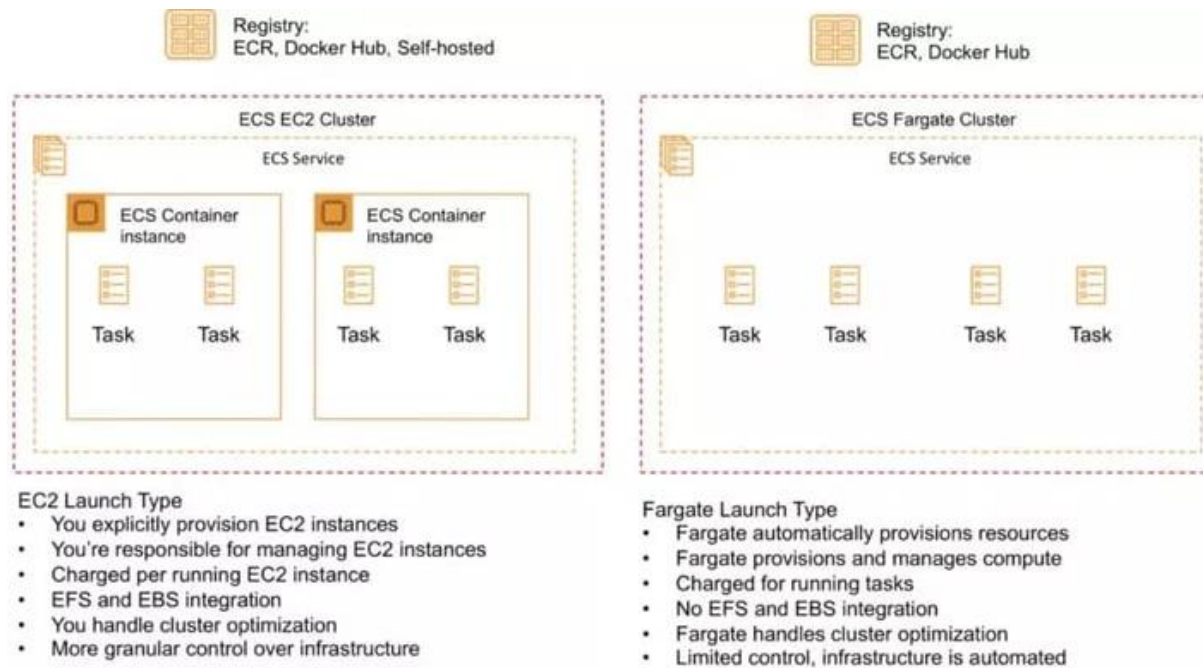 Registry:
ECR, Docker Hub, Self-hosted
ECS EC2 Cluster
ECS Service
ECS Container
instance
Task
Task
ECS Container
instance
Task
Task
EC2 Launch Type
• You explicitly provision EC2 instances
• You're responsible for managing EC2 instances
• Charged per running EC2 instance
• EFS and EBS integration
• You handle cluster optimization
• More granular control over infrastructure
Registry:
ECR, Docker Hub
ECS Fargate Cluster
ECS Service
Task
Task
Task
Task
Fargate Launch Type
• Fargate automatically provisions resources
• Fargate provisions and manages compute
• Charged for running tasks
• No EFS and EBS integration
• Fargate handles cluster optimization
• Limited control, infrastructure is automated